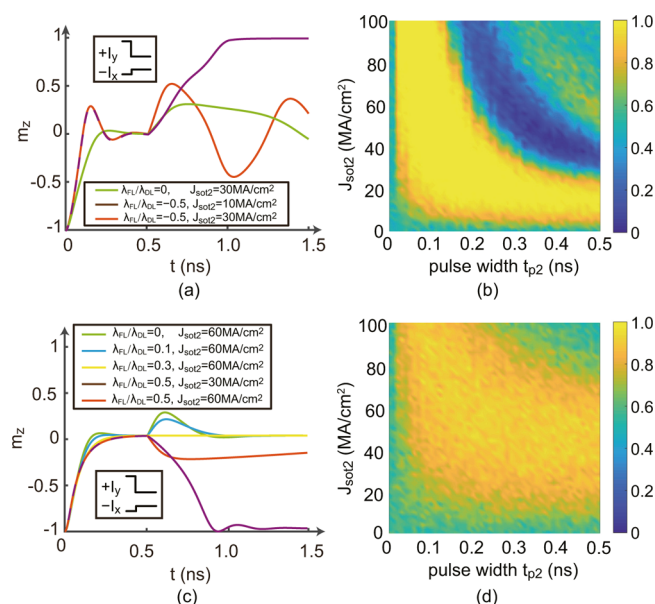 (a)
1
0.5
0
-0.5
-1
m_z
+I_y
−I_x
λ_FL/λ_DL=0, J_sot2=30MA/cm²
λ_FL/λ_DL=−0.5, J_sot2=10MA/cm²
λ_FL/λ_DL=−0.5, J_sot2=30MA/cm²
0 0.5 1.0 1.5
t (ns)
(a)
(b)
100
80
60
40
20
0
J_sot2 (MA/cm²)
0 0.1 0.2 0.3 0.4 0.5
pulse width t_p2 (ns)
1.0
0.8
0.6
0.4
0.2
0
(b)
(c)
λ_FL/λ_DL=0, J_sot2=60MA/cm²
λ_FL/λ_DL=0.1, J_sot2=60MA/cm²
λ_FL/λ_DL=0.3, J_sot2=60MA/cm²
λ_FL/λ_DL=0.5, J_sot2=30MA/cm²
λ_FL/λ_DL=0.5, J_sot2=60MA/cm²
1
0.5
0
-0.5
-1
m_z
+I_y
−I_x
0 0.5 1.0 1.5
t (ns)
(c)
(d)
100
80
60
40
20
0
J_sot2 (MA/cm²)
0 0.1 0.2 0.3 0.4 0.5
pulse width t_p2 (ns)
1.0
0.8
0.6
0.4
0.2
0
(d)